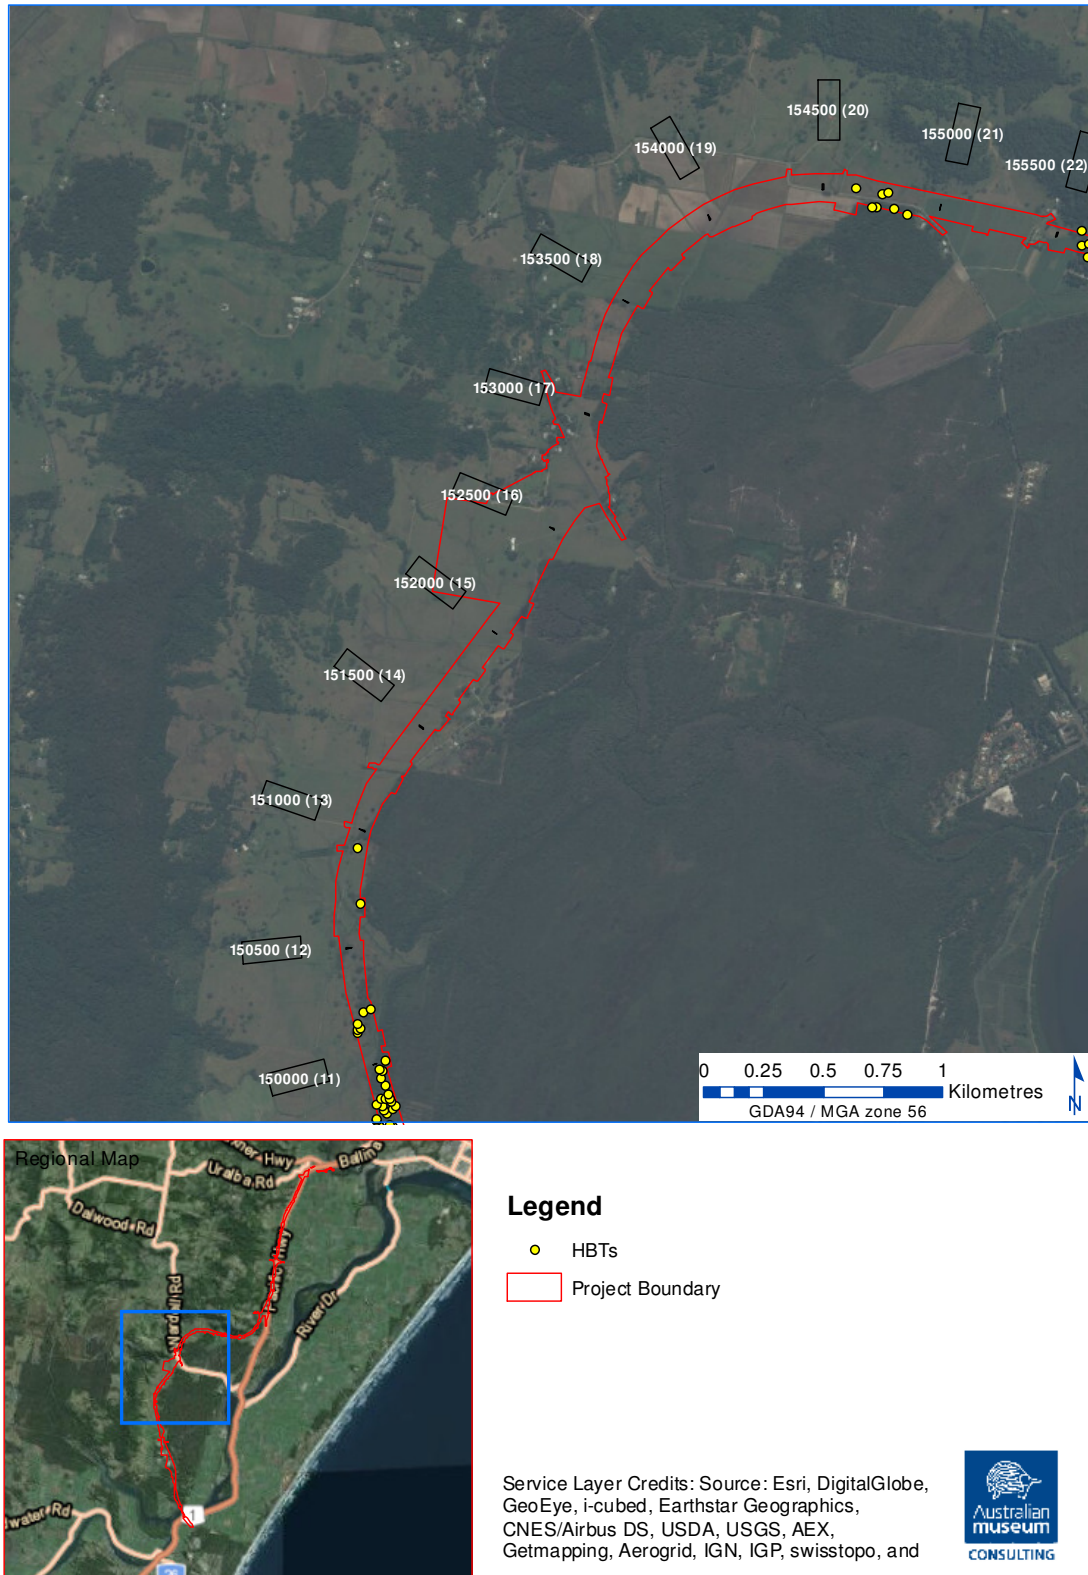 154500 (20)
155000 (21)
154000 (19)
155500 (22)
153500 (18)
153000 (17)
152500 (16)
152000 (15)
151500 (14)
151000 (13)
150500 (12)
150000 (11)
0 0.25 0.5 0.75 1
Kilometres
GDA94 / MGA zone 56
N
Regional Map
Hwy
Uralba Rd
Ballina
Dalwood Rd
Wardell Rd
Hwy
River Dr
1
Rd
Legend
HBTs
Project Boundary
Service Layer Credits: Source: Esri, DigitalGlobe,
GeoEye, i-cubed, Earthstar Geographics,
CNES/Airbus DS, USDA, USGS, AEX,
Getmapping, Aerogrid, IGN, IGP, swisstopo, and
Australian
museum
CONSULTING